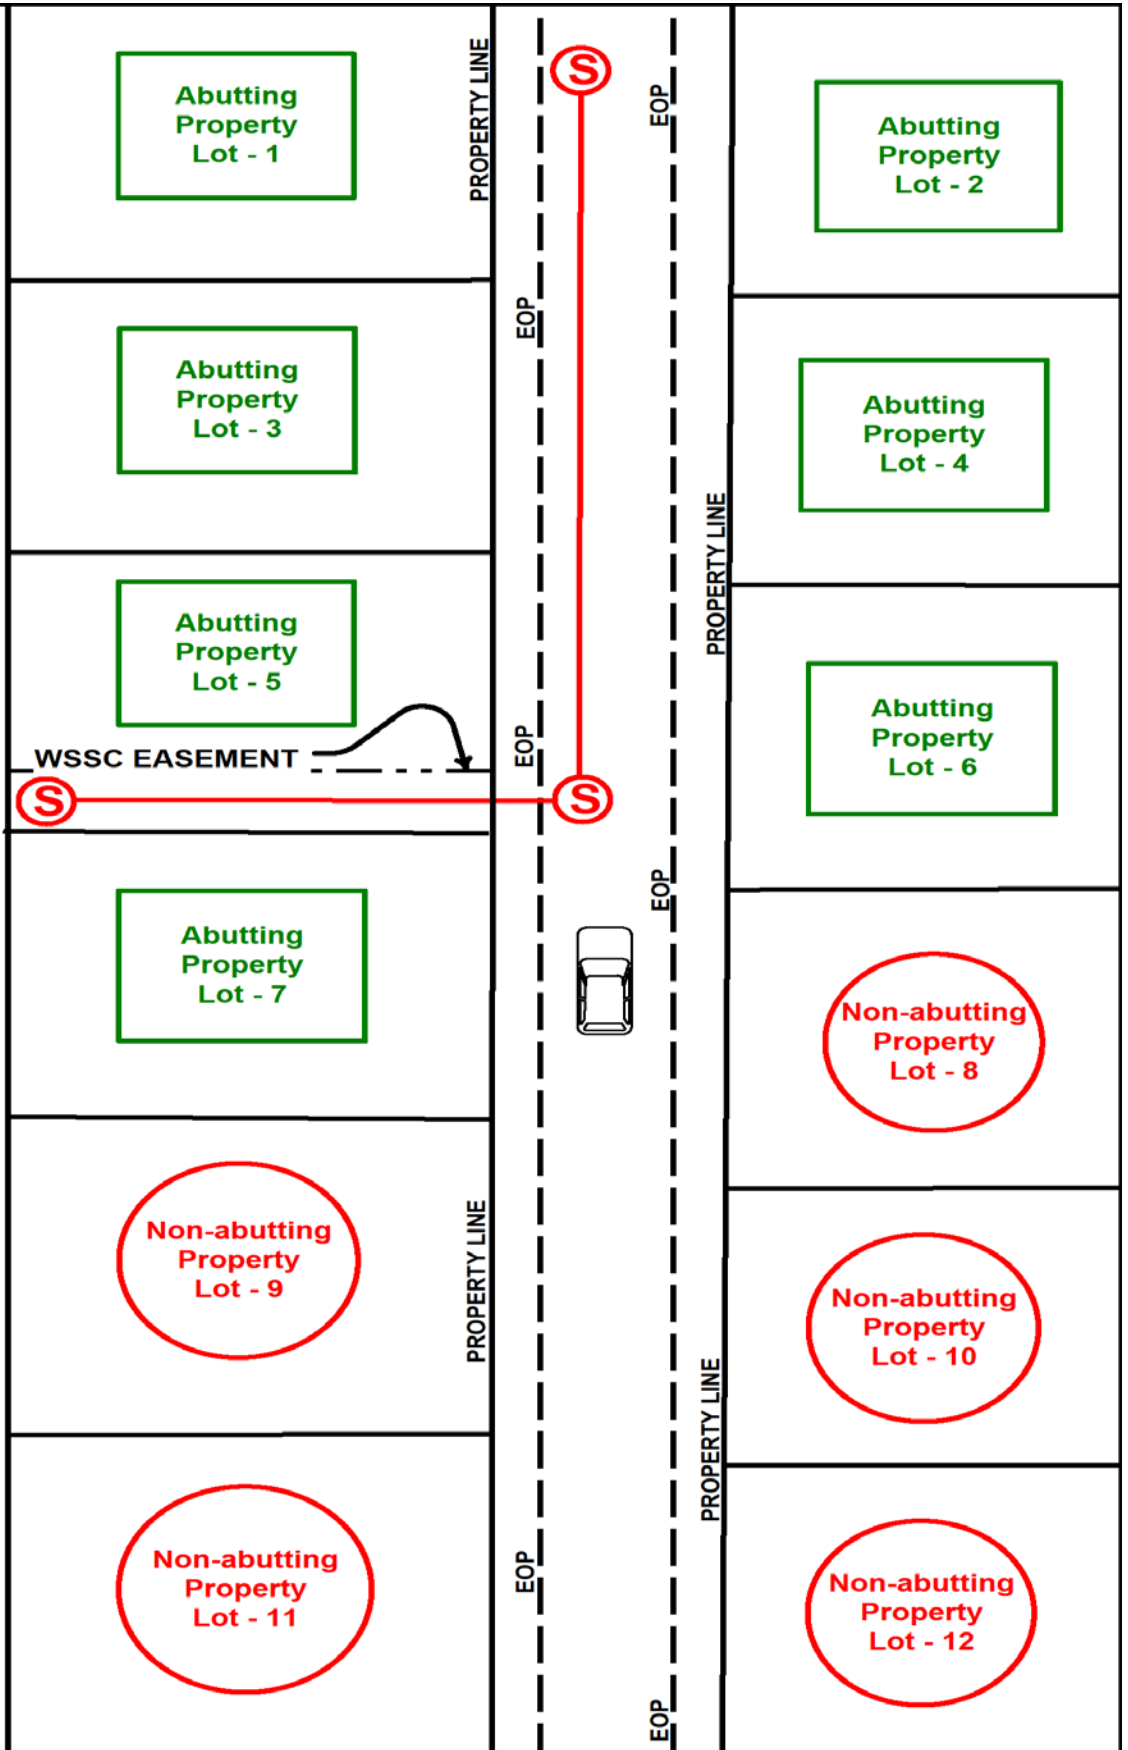 Abutting
Property
Lot - 1
PROPERTY LINE
S
EOP
Abutting
Property
Lot - 2
EOP
Abutting
Property
Lot - 3
Abutting
Property
Lot - 4
PROPERTY LINE
Abutting
Property
Lot - 5
Abutting
Property
Lot - 6
EOP
WSSC EASEMENT
S
S
EOP
Abutting
Property
Lot - 7
Non-abutting
Property
Lot - 8
Non-abutting
Property
Lot - 9
PROPERTY LINE
Non-abutting
Property
Lot - 10
PROPERTY LINE
Non-abutting
Property
Lot - 11
EOP
Non-abutting
Property
Lot - 12
EOP